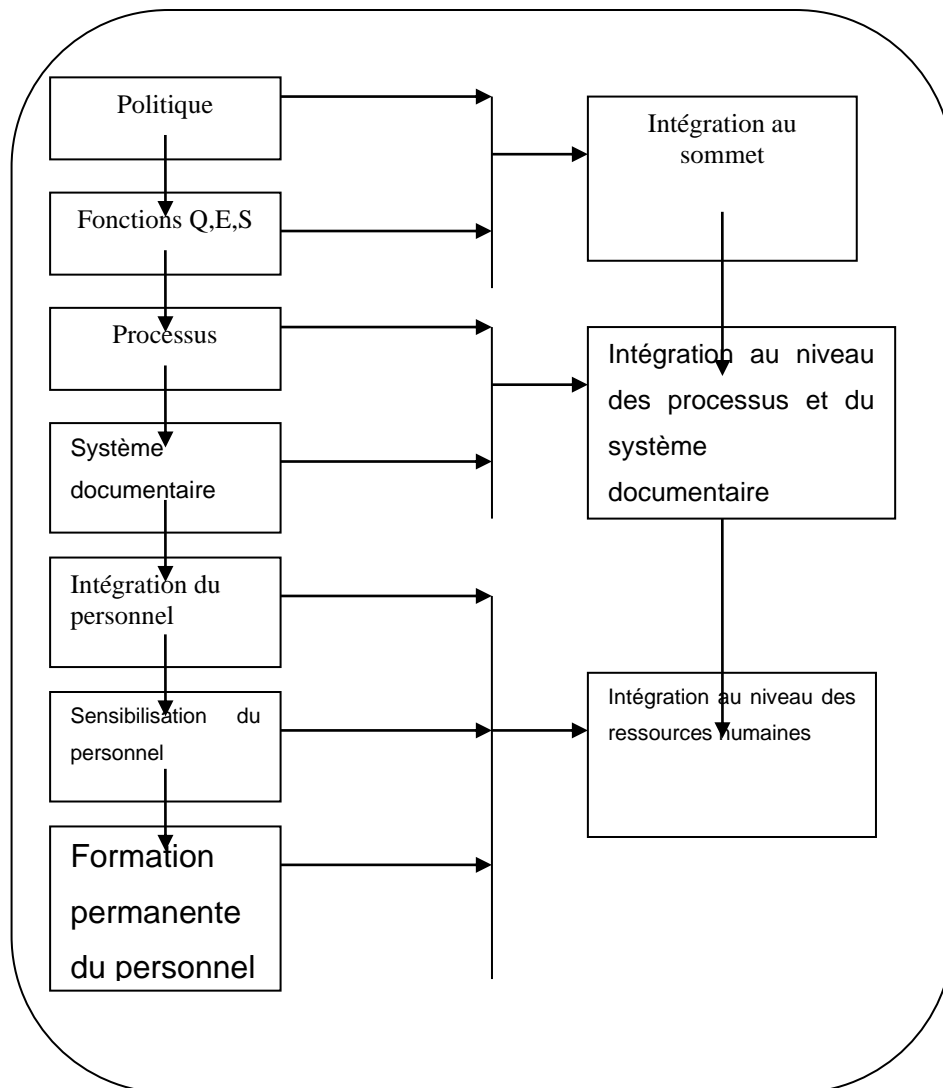 Politique
Fonctions Q,E,S
Processus
Système
documentaire
Intégration du
personnel
Sensibilisation du
personnel
Formation
permanente
du personnel
Intégration au
sommet
Intégration au niveau
des processus et du
système
documentaire
Intégration au niveau des
ressources humaines